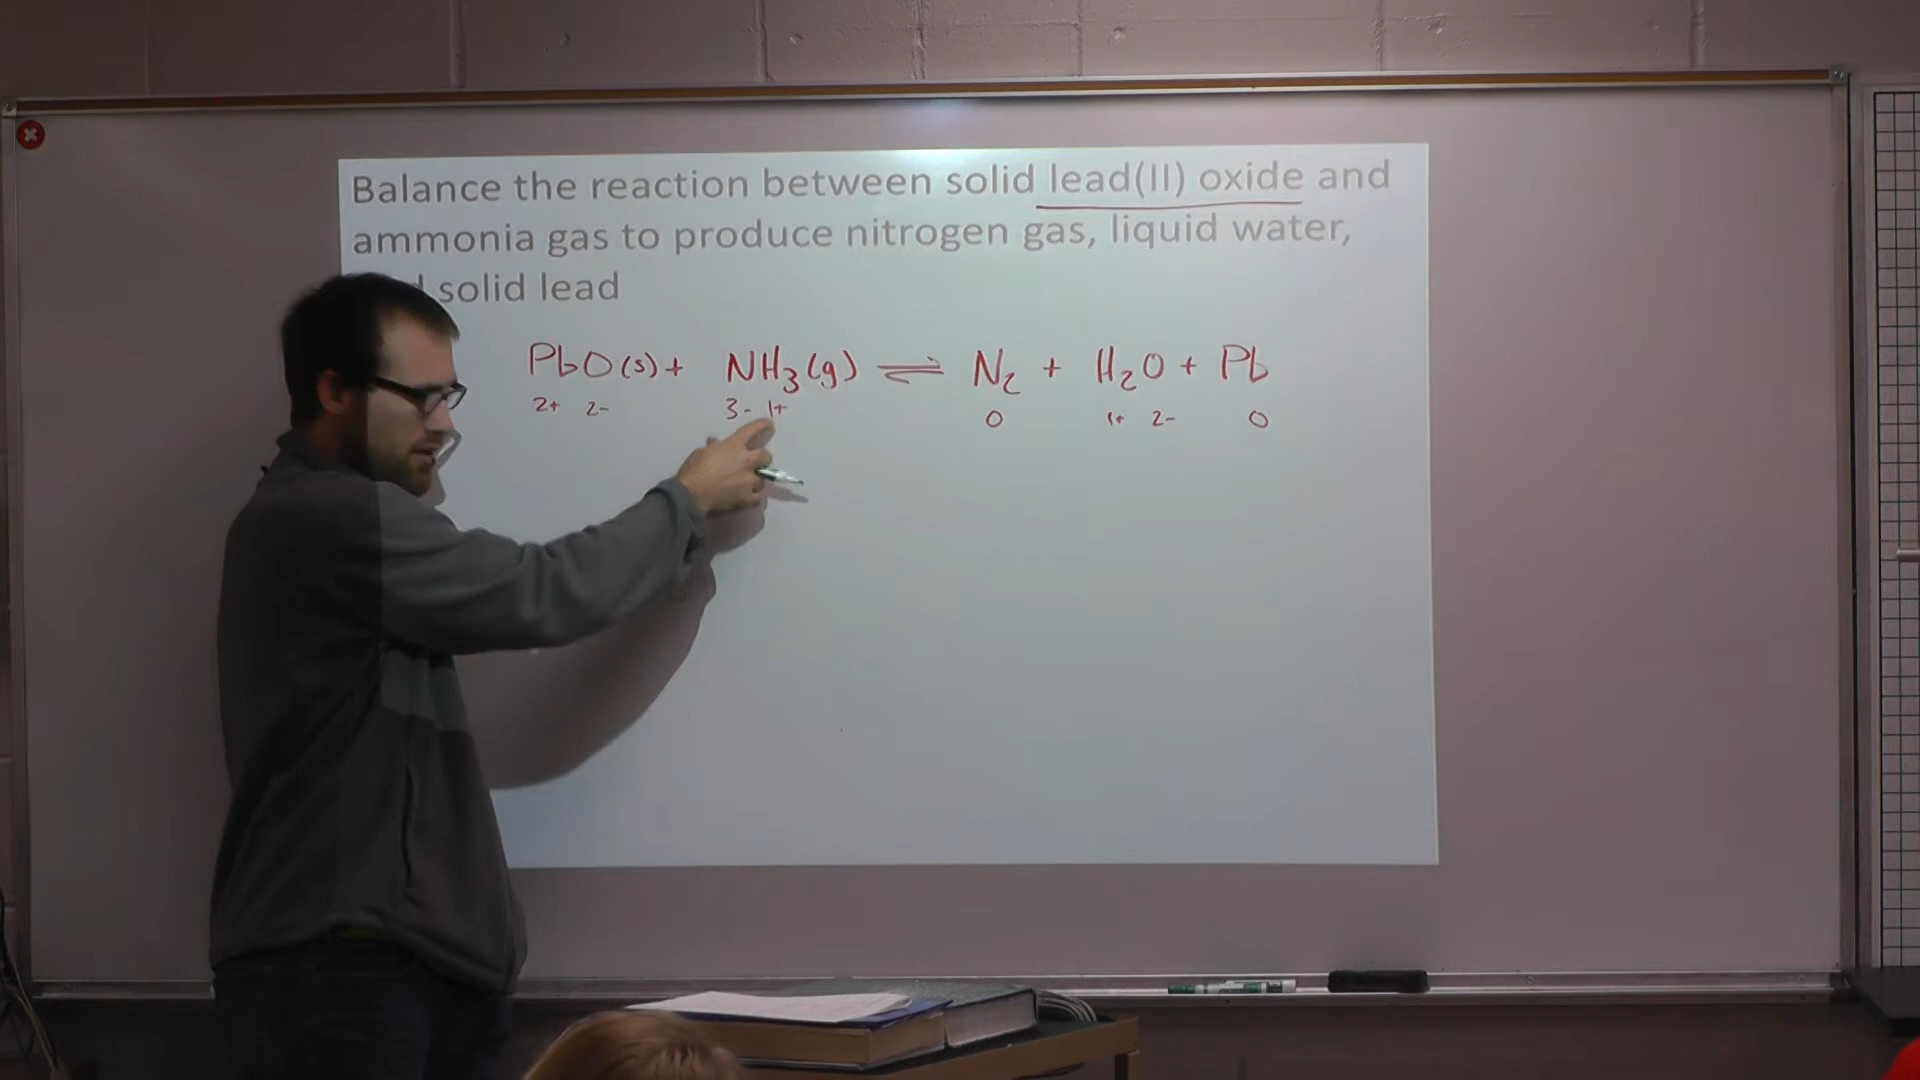 Balance the reaction between solid lead(II) oxide and
ammonia gas to produce nitrogen gas, liquid water,
solid lead
PbO(s) + NH₃(g) ⇌ N₂ + H₂O + Pb
2+ 2- 3- 1+ 0 1+ 2- 0